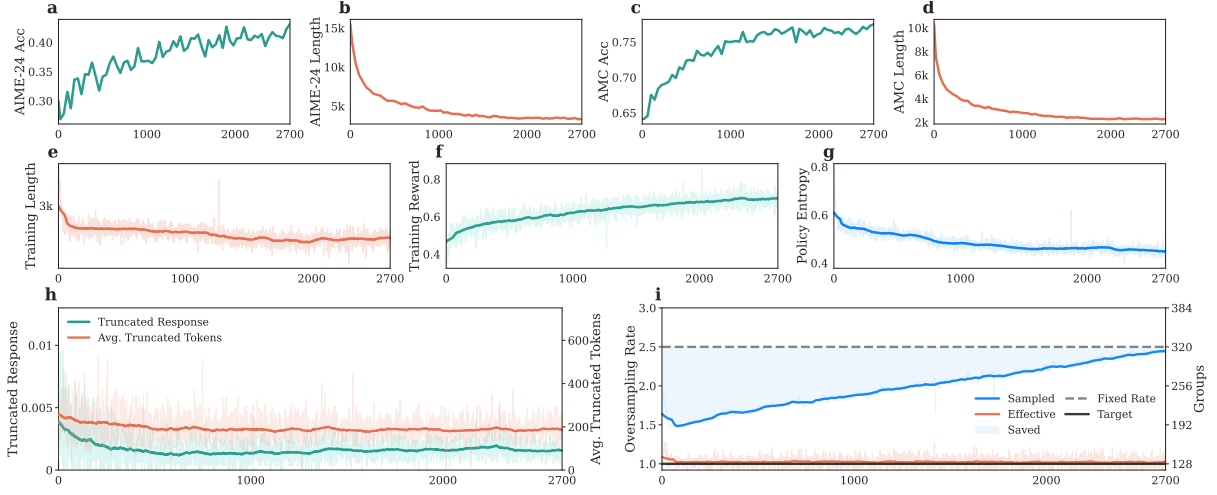 a
AIME-24 Acc
0.40
0.35
0.30
0
1000
2000
2700
b
AIME-24 Length
15k
10k
5k
0
1000
2000
2700
c
AMC Acc
0.75
0.70
0.65
0
1000
2000
2700
d
AMC Length
10k
8k
6k
4k
2k
0
1000
2000
2700
e
Training Length
3k
0
1000
2000
2700
f
Training Reward
0.8
0.6
0.4
0
1000
2000
2700
g
Policy Entropy
0.8
0.6
0.4
0
1000
2000
2700
h
Truncated Response
0.01
0.005
0
Truncated Response
Avg. Truncated Tokens
600
400
200
0
Avg. Truncated Tokens
0
1000
2000
2700
i
Oversampling Rate
3.0
2.5
2.0
1.5
1.0
Sampled
Effective
Saved
Fixed Rate
Target
384
320
256
192
128
Groups
0
1000
2000
2700